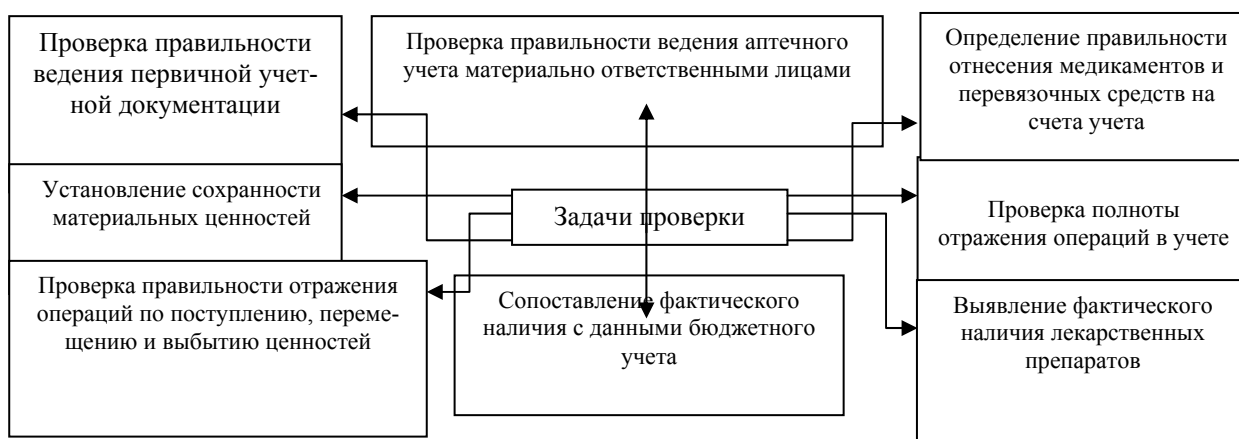 Проверка правильности
ведения первичной учет-
ной документации
Проверка правильности ведения аптечного
учета материально ответственными лицами
Определение правильности
отнесения медикаментов и
перевязочных средств на
счета учета
Установление сохранности
материальных ценностей
Задачи проверки
Проверка полноты
отражения операций в учете
Проверка правильности отражения
операций по поступлению, переме-
щению и выбытию ценностей
Сопоставление фактического
наличия с данными бюджетного
учета
Выявление фактического
наличия лекарственных
препаратов